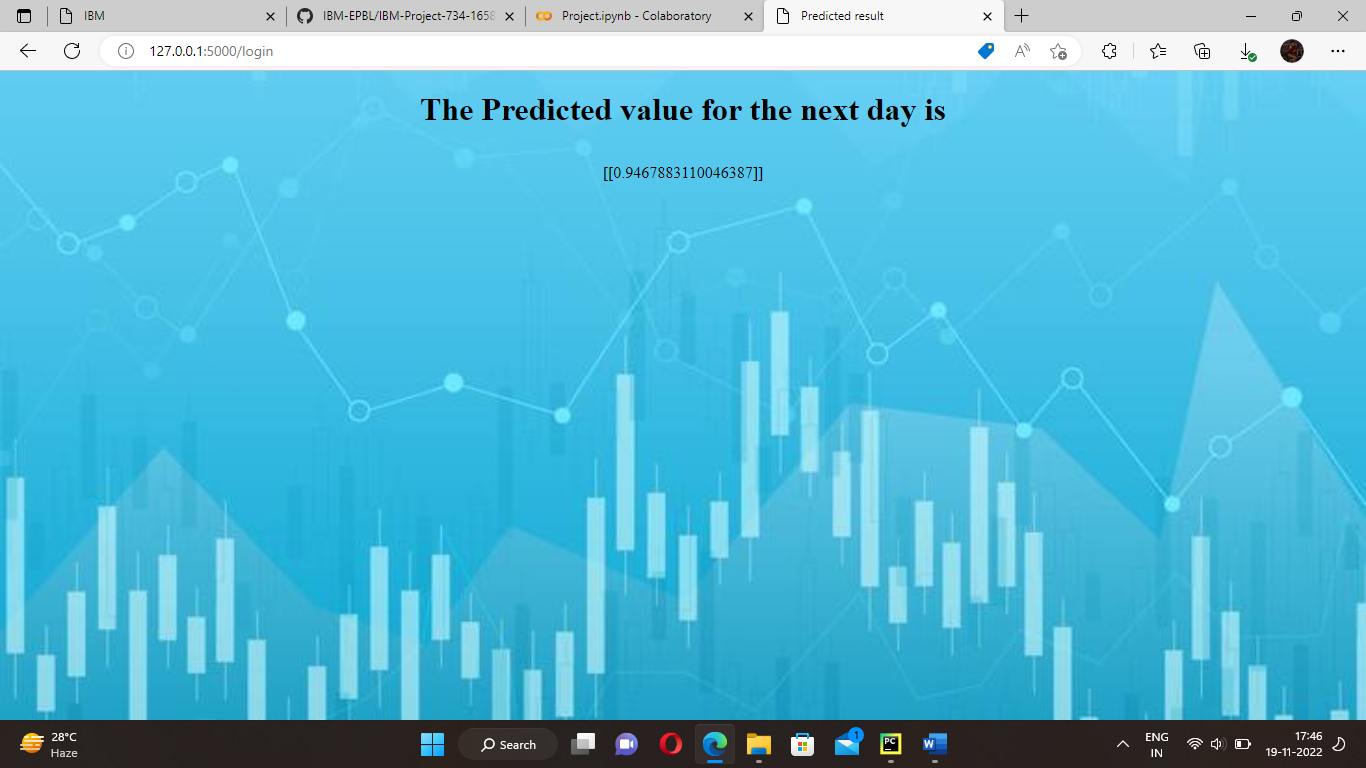 IBM
IBM-EPBL/IBM-Project-734-1658
Project.ipynb - Colaboratory
Predicted result
127.0.0.1:5000/login
The Predicted value for the next day is
[[0.9467883110046387]]
28°C
Haze
Search
PC
W
1
ENG
IN
17:46
19-11-2022